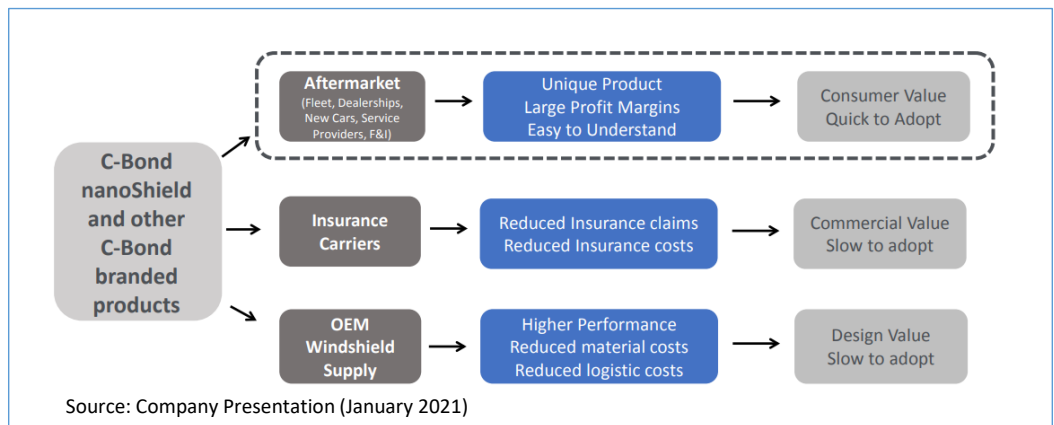 C-Bond
nanoShield
and other
C-Bond
branded
products
Aftermarket
(Fleet, Dealerships,
New Cars, Service
Providers, F&I)
Unique Product
Large Profit Margins
Easy to Understand
Consumer Value
Quick to Adopt
Insurance
Carriers
Reduced Insurance claims
Reduced Insurance costs
Commercial Value
Slow to adopt
OEM
Windshield
Supply
Higher Performance
Reduced material costs
Reduced logistic costs
Design Value
Slow to adopt
Source: Company Presentation (January 2021)